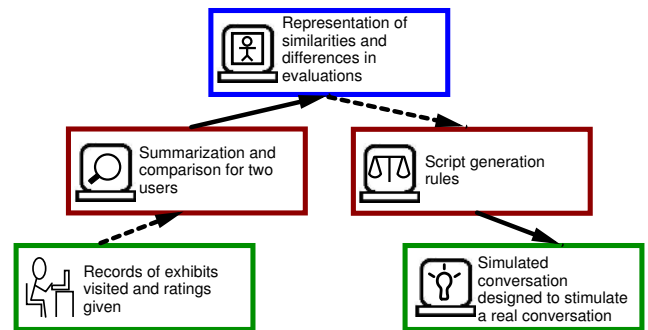 Representation of
similarities and
differences in
evaluations
Summarization and
comparison for two
users
Script generation
rules
Records of exhibits
visited and ratings
given
Simulated
conversation
designed to stimulate
a real conversation